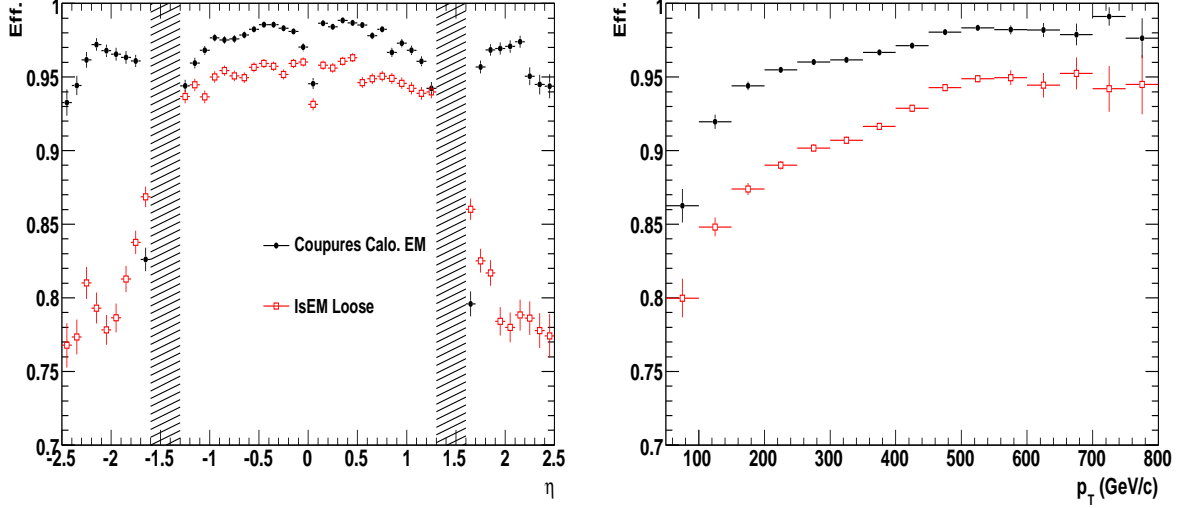 Eff.
1
0.95
0.9
0.85
0.8
0.75
0.7
-2.5 -2 -1.5 -1 -0.5 0 0.5 1 1.5 2 2.5
η
Coupures Calo. EM
IsEM Loose
Eff.
1
0.95
0.9
0.85
0.8
0.75
0.7
100 200 300 400 500 600 700 800
p_T (GeV/c)